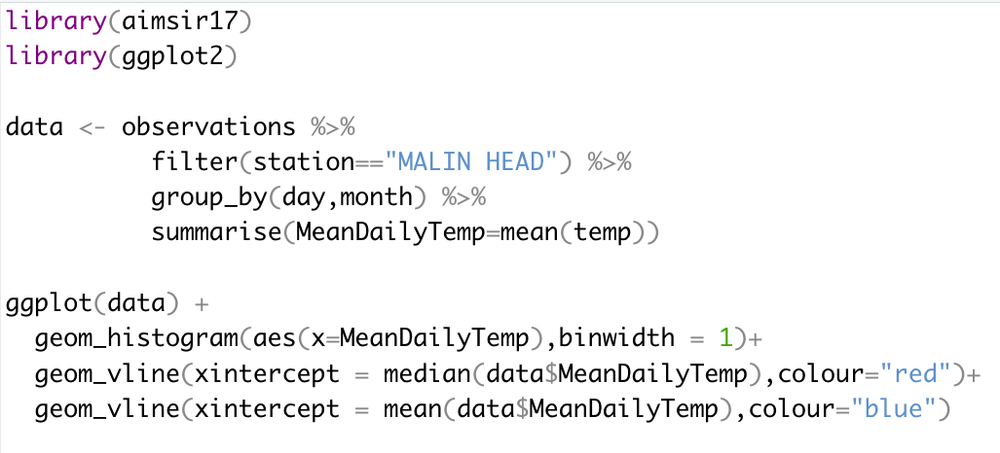 library(aimsir17)
library(ggplot2)
data <- observations %>%
filter(station=="MALIN HEAD") %>%
group_by(day,month) %>%
summarise(MeanDailyTemp=mean(temp))
ggplot(data) +
geom_histogram(aes(x=MeanDailyTemp),binwidth = 1)+
geom_vline(xintercept = median(data$MeanDailyTemp),colour="red")+
geom_vline(xintercept = mean(data$MeanDailyTemp),colour="blue")